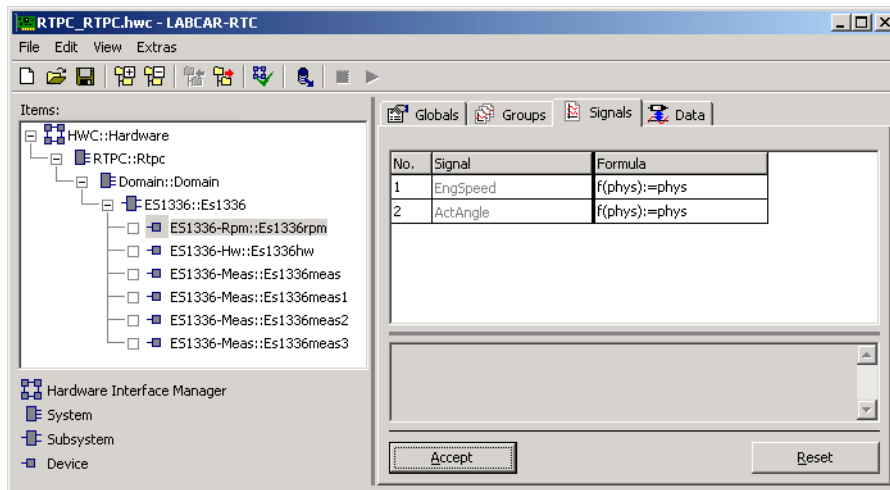 RTPC_RTPC.hwc - LABCAR-RTC
File Edit View Extras
Items:
HWC::Hardware
RTPC::Rtpc
Domain::Domain
ES1336::Es1336
ES1336-Rpm::Es1336rpm
ES1336-Hw::Es1336hw
ES1336-Meas::Es1336meas
ES1336-Meas::Es1336meas1
ES1336-Meas::Es1336meas2
ES1336-Meas::Es1336meas3
Hardware Interface Manager
System
Subsystem
Device
Globals Groups Signals Data
No. Signal Formula
1 EngSpeed f(phys):=phys
2 ActAngle f(phys):=phys
Accept Reset